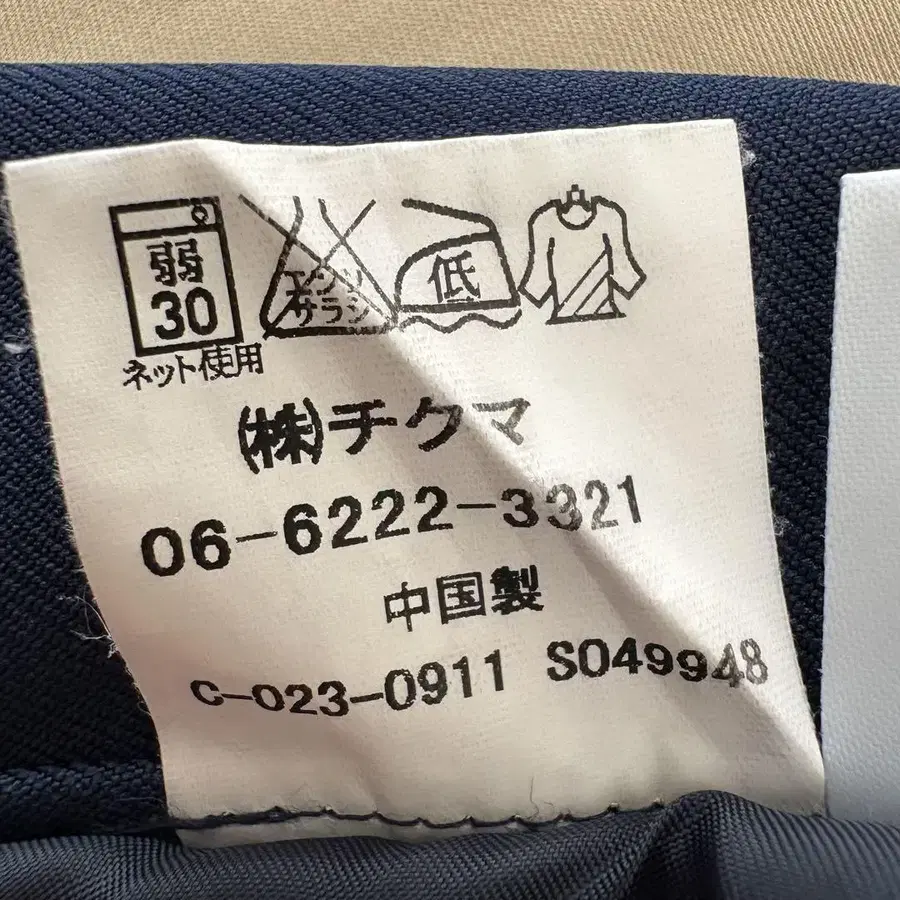 弱
30
エンソ
サラシ
低
ネット使用
(株)チクマ
06-6222-3321
中国製
C-023-0911 S049948